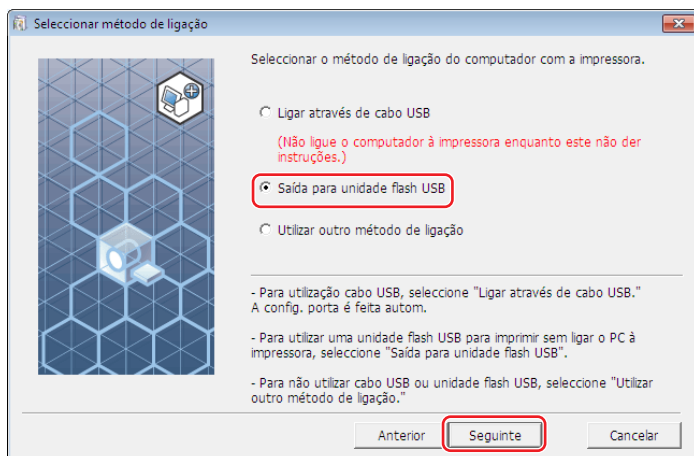 Seleccionar método de ligação
Seleccionar o método de ligação do computador com a impressora.
Ligar através de cabo USB
(Não ligue o computador à impressora enquanto este não der
instruções.)
Saída para unidade flash USB
Utilizar outro método de ligação
- Para utilização cabo USB, seleccione "Ligar através de cabo USB."
A config. porta é feita autom.
- Para utilizar uma unidade flash USB para imprimir sem ligar o PC à
impressora, seleccione "Saída para unidade flash USB".
- Para não utilizar cabo USB ou unidade flash USB, seleccione "Utilizar
outro método de ligação."
Anterior
Seguinte
Cancelar